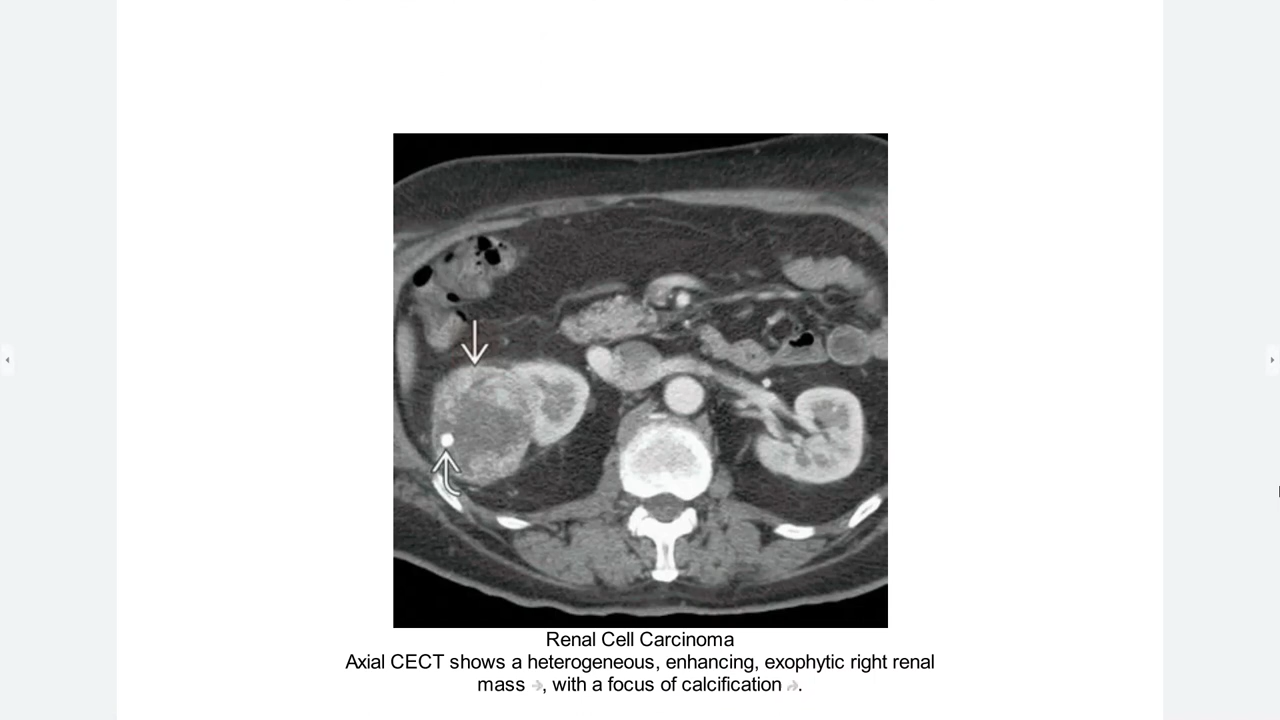 Renal Cell Carcinoma
Axial CECT shows a heterogeneous, enhancing, exophytic right renal
mass, with a focus of calcification.